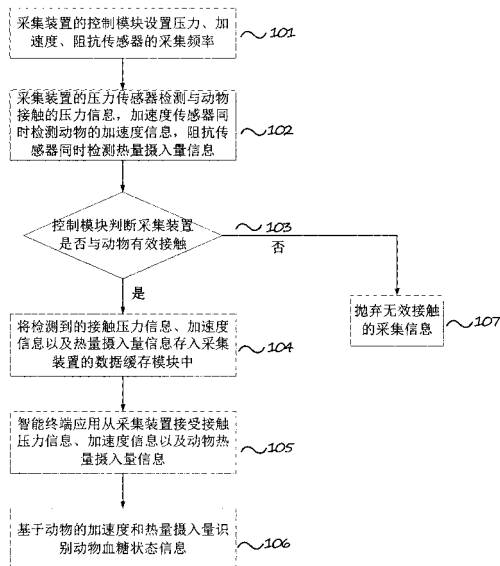 采集装置的控制模块设置压力、加
速度、阻抗传感器的采集频率
101
采集装置的压力传感器检测与动物
接触的压力信息，加速度传感器同
时检测动物的加速度信息，阻抗传
感器同时检测热量摄入量信息
102
控制模块判断采集装置
是否与动物有效接触
103
否
是
抛弃无效接触
的采集信息
107
将检测到的接触压力信息、加速度
信息以及热量摄入量信息存入采集
装置的数据缓存模块中
104
智能终端应用从采集装置接受接触
压力信息、加速度信息以及动物热
量摄入量信息
105
基于动物的加速度和热量摄入量识
别动物血糖状态信息
106